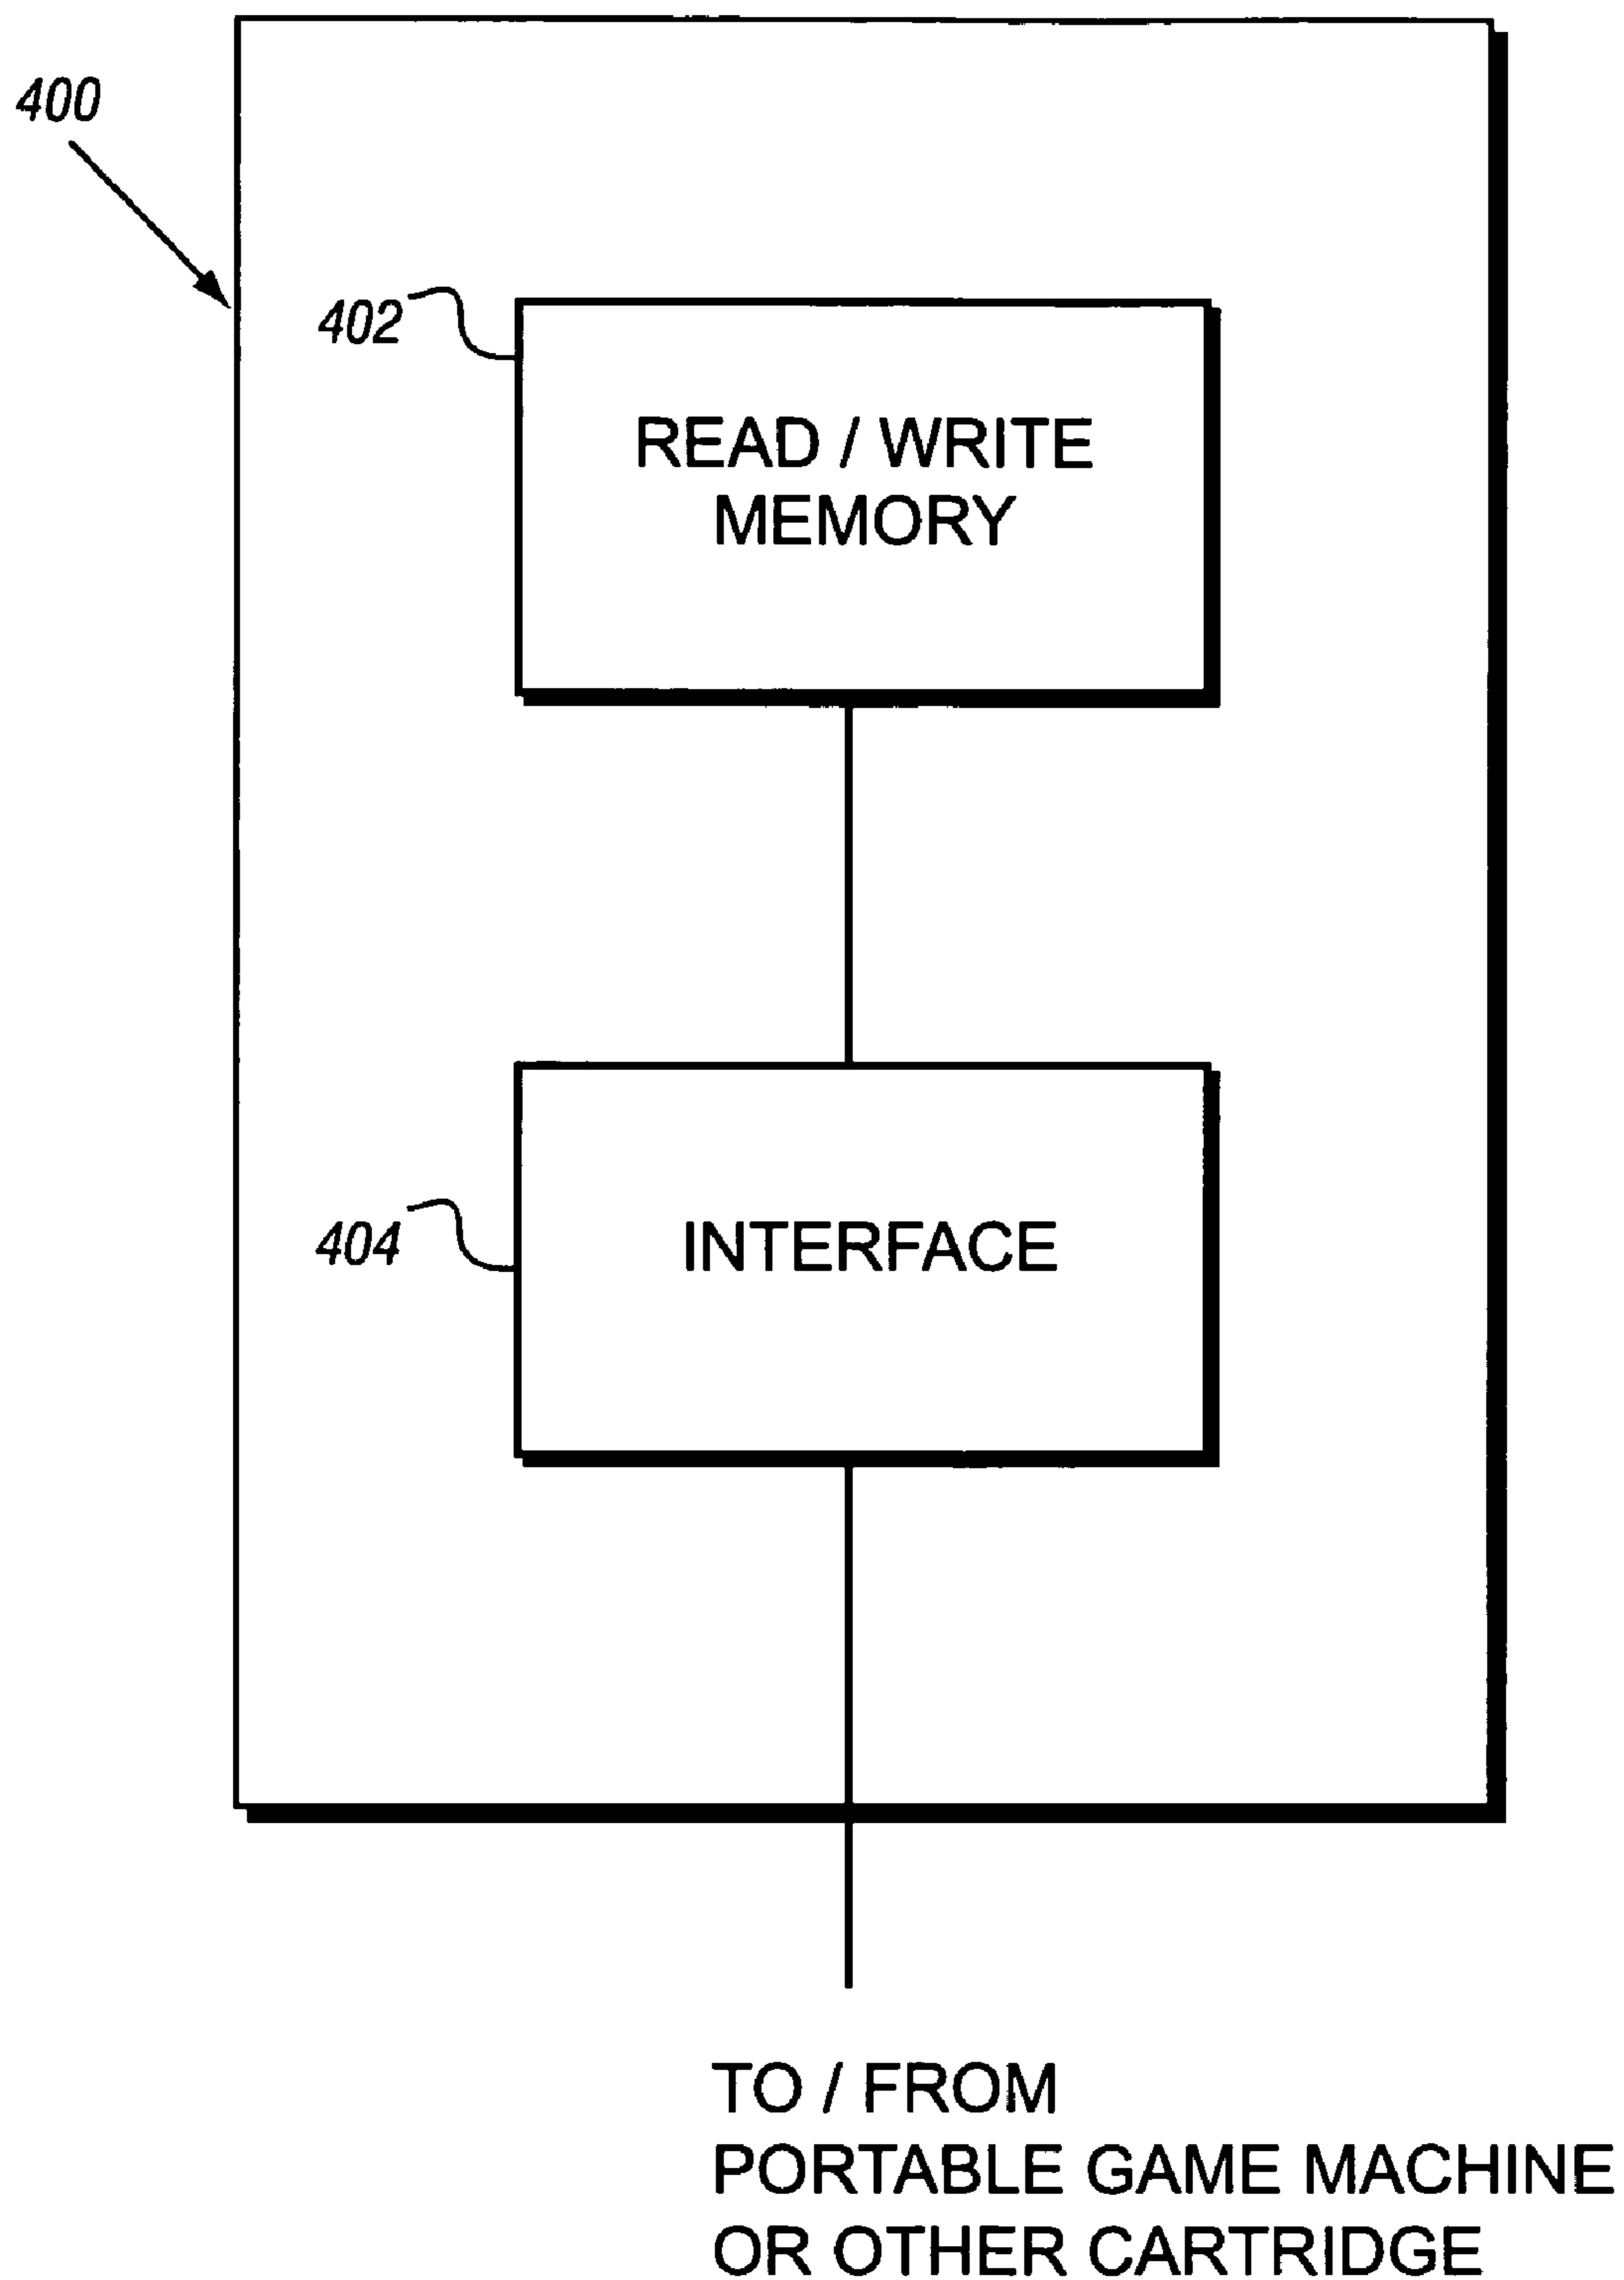 400
402
READ / WRITE
MEMORY
404
INTERFACE
TO / FROM
PORTABLE GAME MACHINE
OR OTHER CARTRIDGE